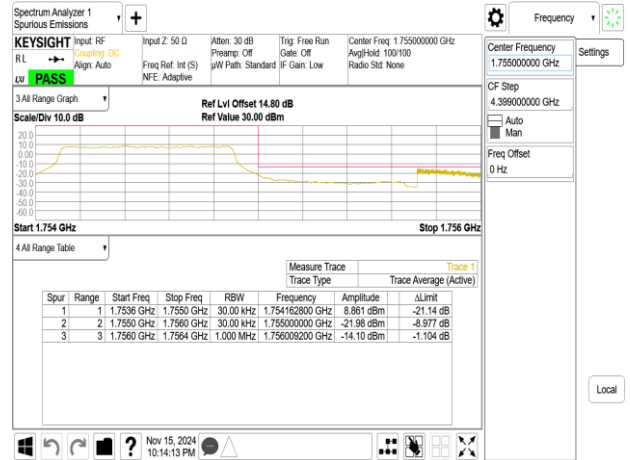 Spectrum Analyzer 1
Spurious Emissions
Frequency
KEYSIGHT
RL
LXI
PASS
Input: RF
Coupling: DC
Align: Auto
Input Z: 50 Ω
Freq Ref: Int (S)
NFE: Adaptive
Atten: 30 dB
Preamp: Off
µW Path: Standard
Trig: Free Run
Gate: Off
IF Gain: Low
Center Freq: 1.755000000 GHz
Avg|Hold: 100/100
Radio Std: None
Center Frequency
1.755000000 GHz
Settings
CF Step
4.399000000 GHz
Auto
Man
Freq Offset
0 Hz
Local
3 All Range Graph
Scale/Div 10.0 dB
Ref Lvl Offset 14.80 dB
Ref Value 30.00 dBm
20.0
10.0
0.00
-10.0
-20.0
-30.0
-40.0
-50.0
-60.0
Start 1.754 GHz
Stop 1.756 GHz
4 All Range Table
Measure Trace Trace 1
Trace Type Trace Average (Active)
Spur Range Start Freq Stop Freq RBW Frequency Amplitude ΔLimit
1 1 1.7536 GHz 1.7550 GHz 30.00 kHz 1.754162800 GHz 8.861 dBm -21.14 dB
2 2 1.7550 GHz 1.7560 GHz 30.00 kHz 1.755000000 GHz -21.98 dBm -8.977 dB
3 3 1.7560 GHz 1.7564 GHz 1.000 MHz 1.756009200 GHz -14.10 dBm -1.104 dB
Nov 15, 2024
10:14:13 PM